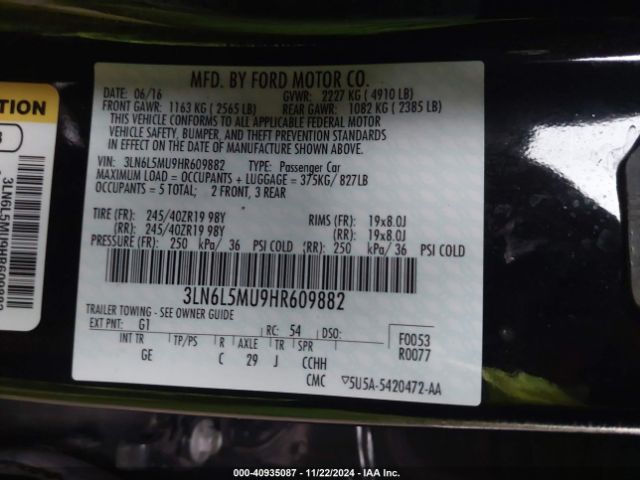 MFD. BY FORD MOTOR CO.
DATE: 06/16 GVWR: 2227 KG ( 4910 LB)
FRONT GAWR: 1163 KG ( 2565 LB) REAR GAWR: 1082 KG ( 2385 LB)
THIS VEHICLE CONFORMS TO ALL APPLICABLE FEDERAL MOTOR
VEHICLE SAFETY, BUMPER, AND THEFT PREVENTION STANDARDS
IN EFFECT ON THE DATE OF MANUFACTURE SHOWN ABOVE.
VIN: 3LN6L5MU9HR609882 TYPE: Passenger Car
MAXIMUM LOAD = OCCUPANTS + LUGGAGE = 375KG/ 827LB
OCCUPANTS = 5 TOTAL; 2 FRONT, 3 REAR
TIRE (FR): 245/40ZR19 98Y RIMS (FR): 19x8.0J
(RR): 245/40ZR19 98Y (RR): 19x8.0J
PRESSURE (FR): 250 kPa/ 36 PSI COLD (RR): 250 kPa/ 36 PSI COLD
3LN6L5MU9HR609882
TRAILER TOWING - SEE OWNER GUIDE
EXT PNT: G1 RC: 54 DSO: F0053
INT TR TP/PS R AXLE TR SPR R0077
GE C 29 J CCHH
CMC ▽5U5A-5420472-AA
TION
3LN6L5MU9HR609882
000-40935087 - 11/22/2024 - IAA Inc.